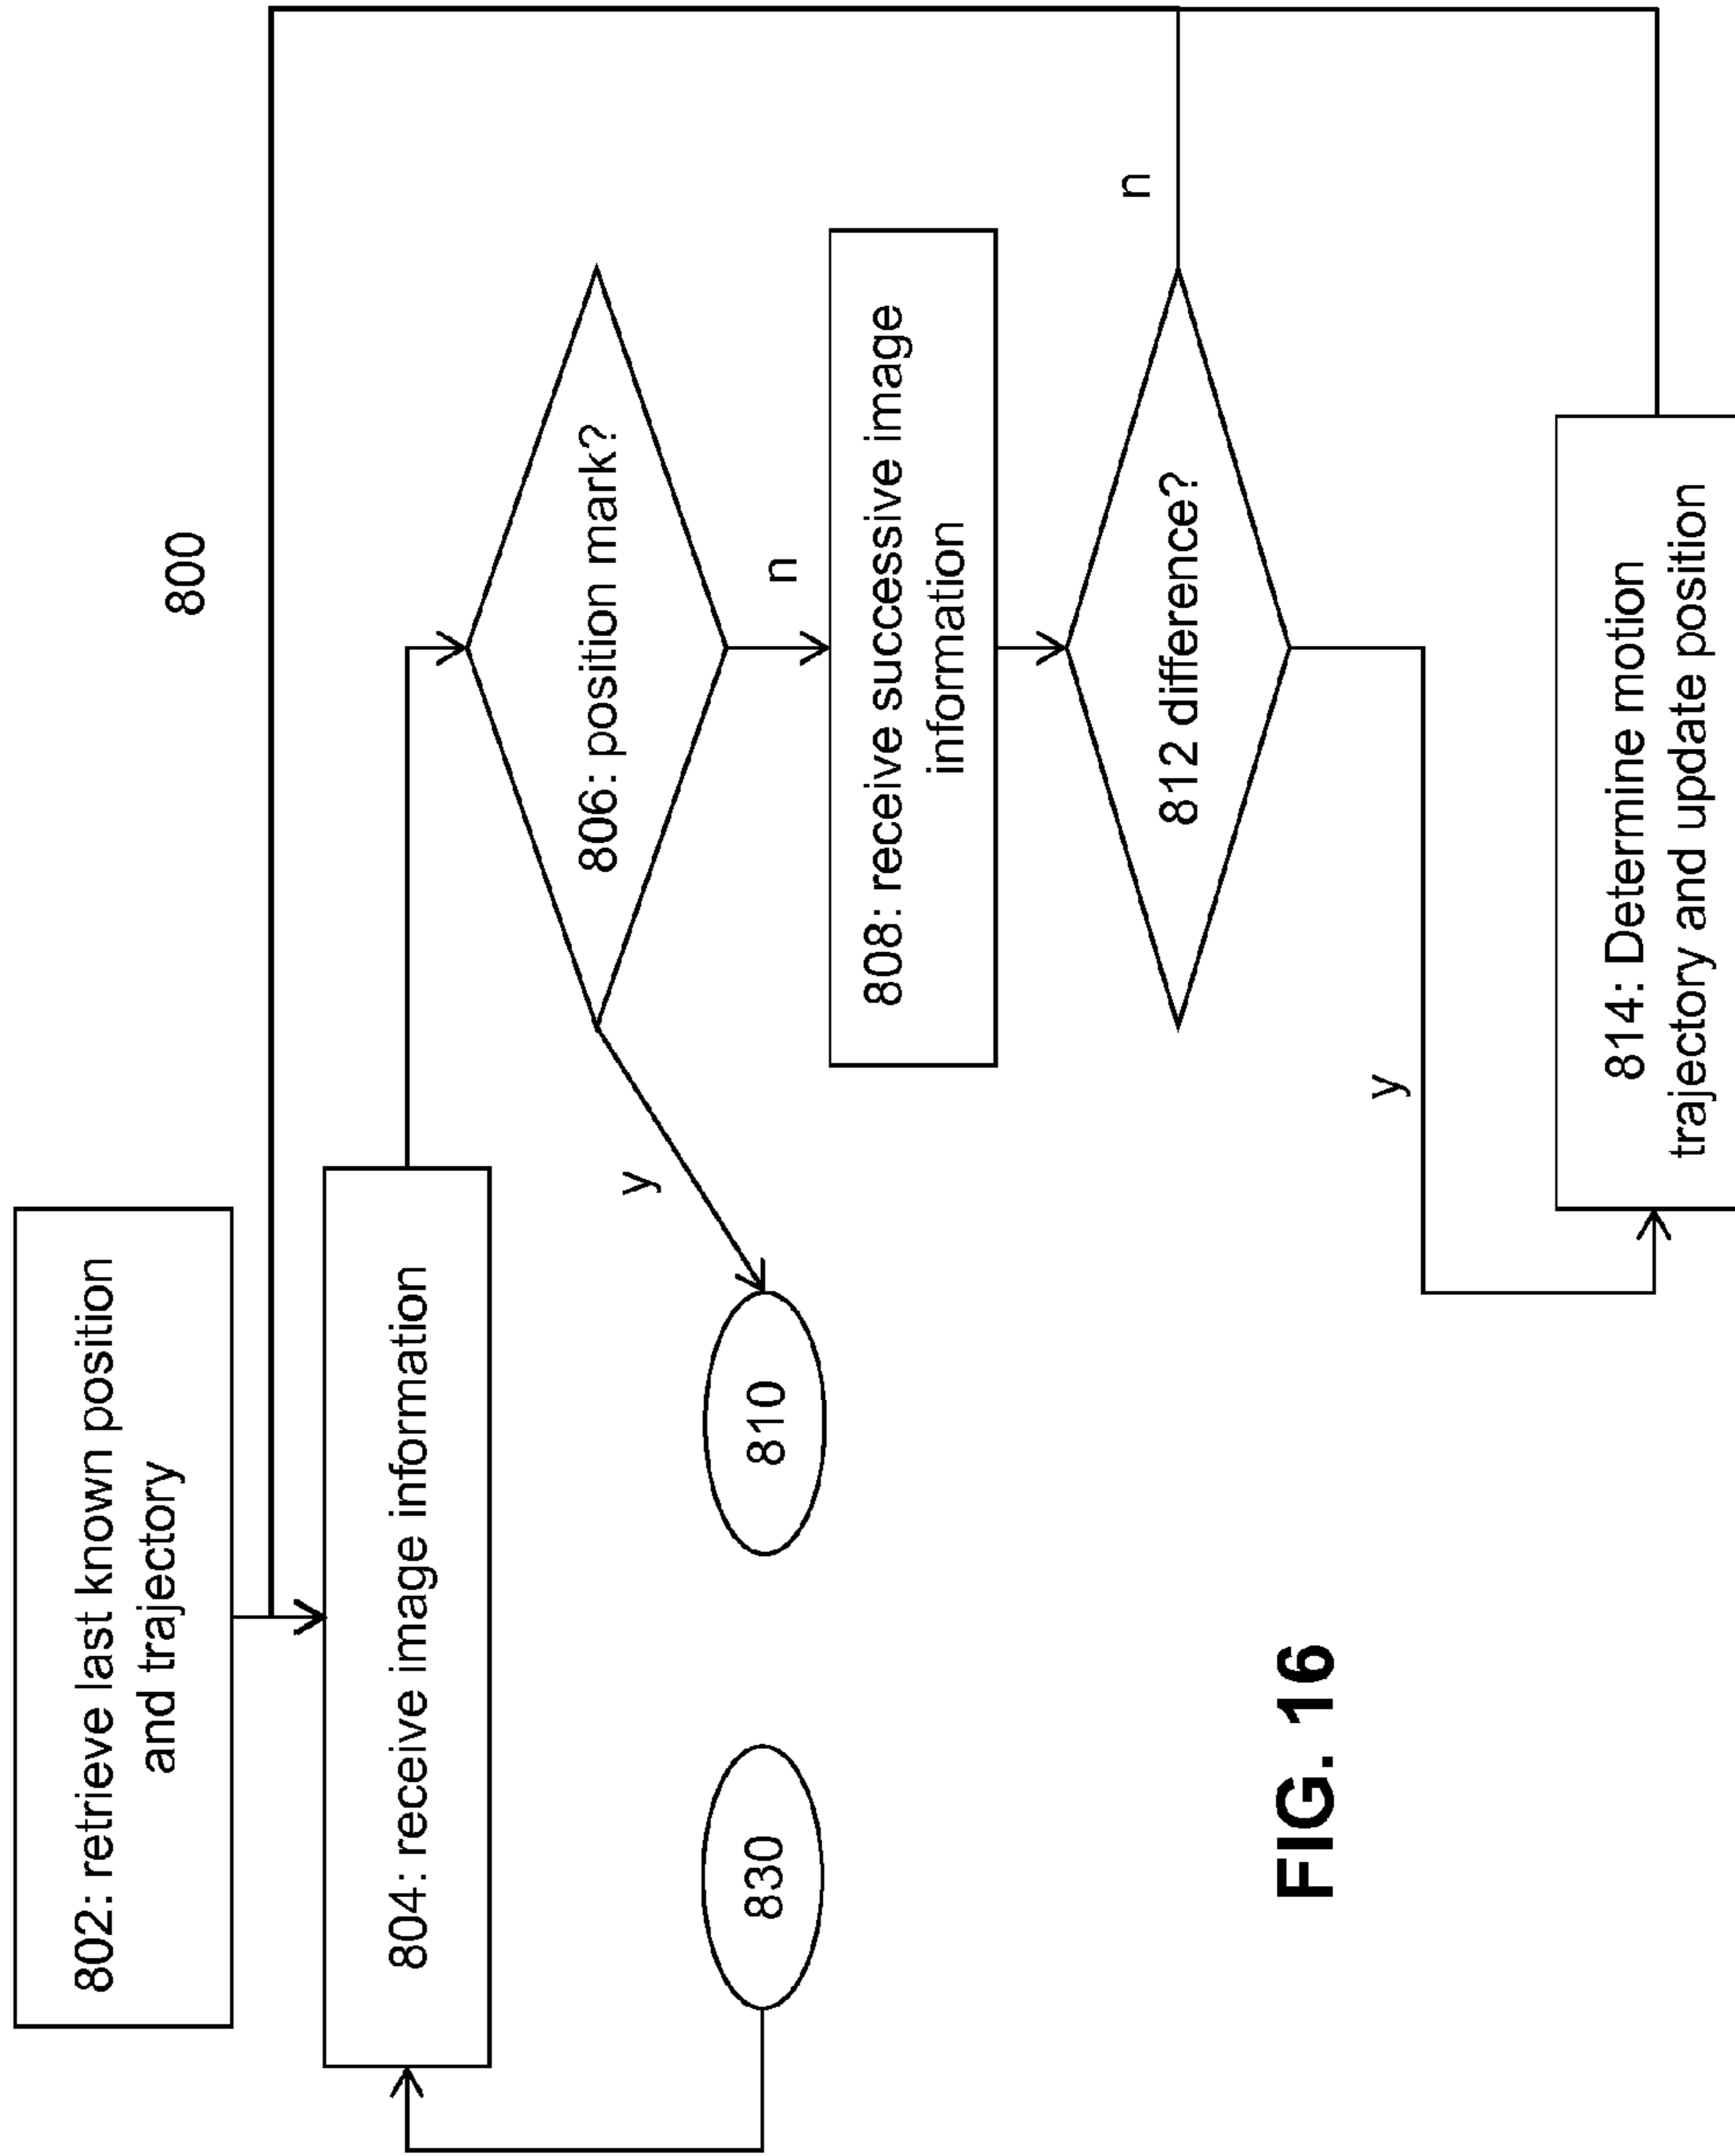 800
802: retrieve last known position
and trajectory
804: receive image information
806: position mark?
y
n
830
810
808: receive successive image
information
812 difference?
n
y
814: Determine motion
trajectory and update position
FIG. 16